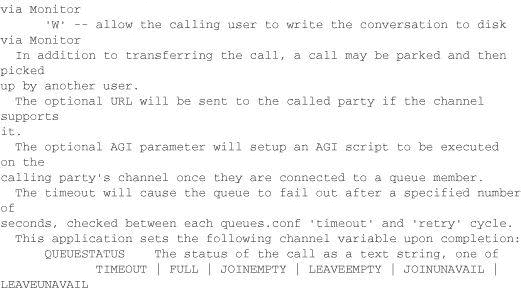 via Monitor
'W' -- allow the calling user to write the conversation to disk
via Monitor
In addition to transferring the call, a call may be parked and then
picked
up by another user.
The optional URL will be sent to the called party if the channel
supports
it.
The optional AGI parameter will setup an AGI script to be executed
on the
calling party's channel once they are connected to a queue member.
The timeout will cause the queue to fail out after a specified number
of
seconds, checked between each queues.conf 'timeout' and 'retry' cycle.
This application sets the following channel variable upon completion:
QUEUESTATUS    The status of the call as a text string, one of
TIMEOUT | FULL | JOINEMPTY | LEAVEEMPTY | JOINUNAVAIL |
LEAVEUNAVAIL